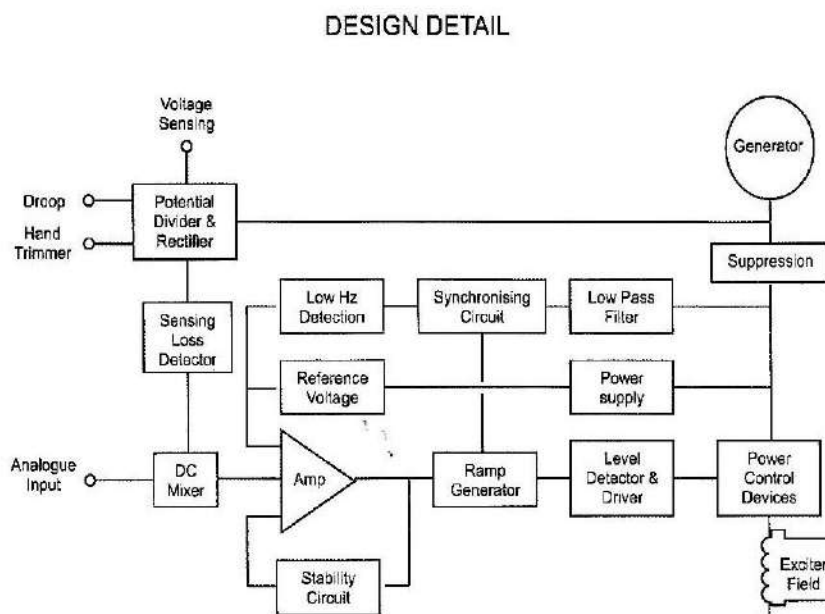 DESIGN DETAIL
Voltage
Sensing
Generator
Droop
Hand
Trimmer
Potential
Divider &
Rectifier
Suppression
Sensing
Loss
Detector
Low Hz
Detection
Synchronising
Circuit
Low Pass
Filter
Reference
Voltage
Power
supply
Analogue
Input
DC
Mixer
Amp
Ramp
Generator
Level
Detector &
Driver
Power
Control
Devices
Stability
Circuit
Exciter
Field